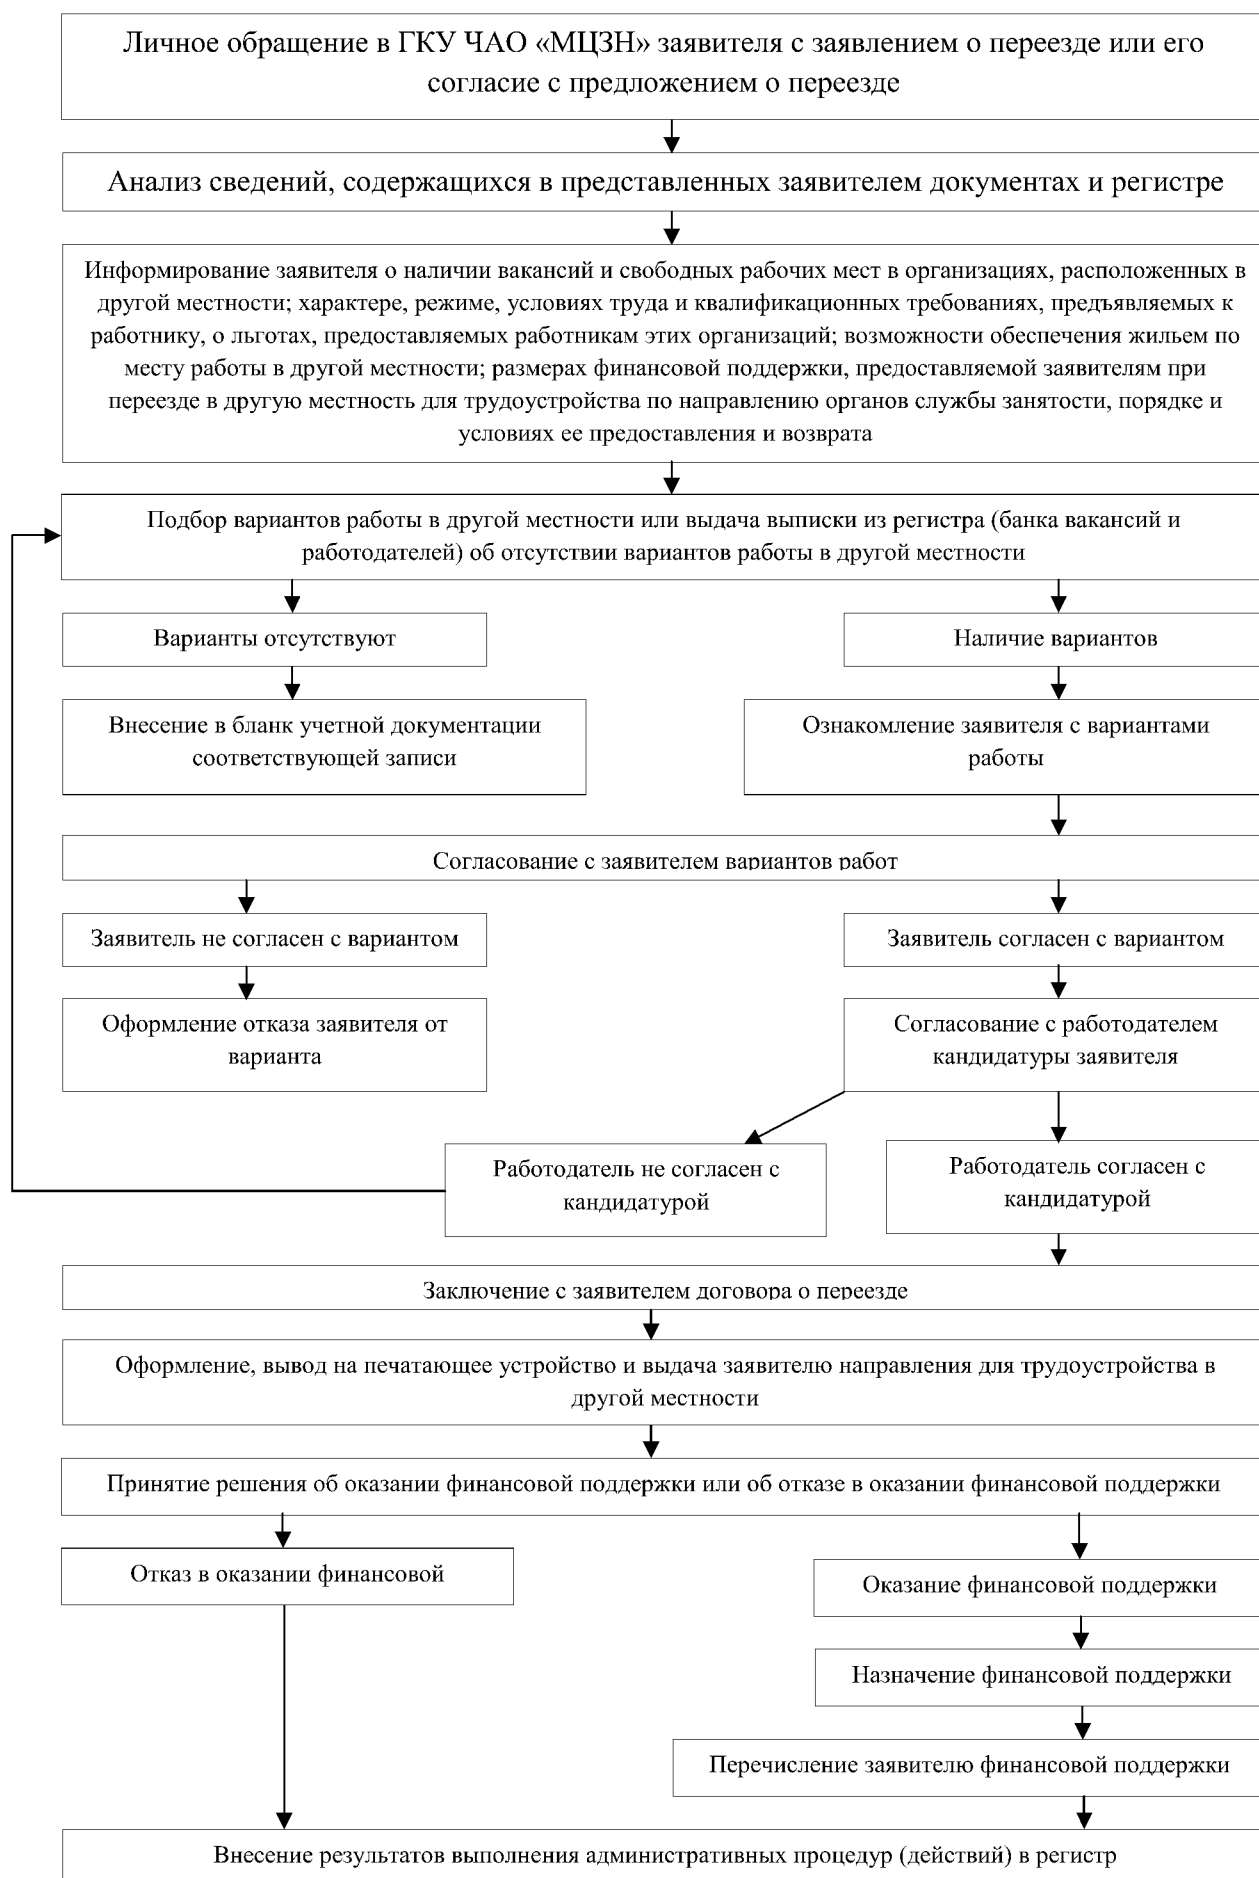 Личное обращение в ГКУ ЧАО «МЦЗН» заявителя с заявлением о переезде или его
согласие с предложением о переезде
Анализ сведений, содержащихся в представленных заявителем документах и регистре
Информирование заявителя о наличии вакансий и свободных рабочих мест в организациях, расположенных в
другой местности; характере, режиме, условиях труда и квалификационных требованиях, предъявляемых к
работнику, о льготах, предоставляемых работникам этих организаций; возможности обеспечения жильем по
месту работы в другой местности; размерах финансовой поддержки, предоставляемой заявителям при
переезде в другую местность для трудоустройства по направлению органов службы занятости, порядке и
условиях ее предоставления и возврата
Подбор вариантов работы в другой местности или выдача выписки из регистра (банка вакансий и
работодателей) об отсутствии вариантов работы в другой местности
Варианты отсутствуют
Наличие вариантов
Внесение в бланк учетной документации
соответствующей записи
Ознакомление заявителя с вариантами
работы
Согласование с заявителем вариантов работ
Заявитель не согласен с вариантом
Заявитель согласен с вариантом
Оформление отказа заявителя от
варианта
Согласование с работодателем
кандидатуры заявителя
Работодатель не согласен с
кандидатурой
Работодатель согласен с
кандидатурой
Заключение с заявителем договора о переезде
Оформление, вывод на печатающее устройство и выдача заявителю направления для трудоустройства в
другой местности
Принятие решения об оказании финансовой поддержки или об отказе в оказании финансовой поддержки
Отказ в оказании финансовой
Оказание финансовой поддержки
Назначение финансовой поддержки
Перечисление заявителю финансовой поддержки
Внесение результатов выполнения административных процедур (действий) в регистр